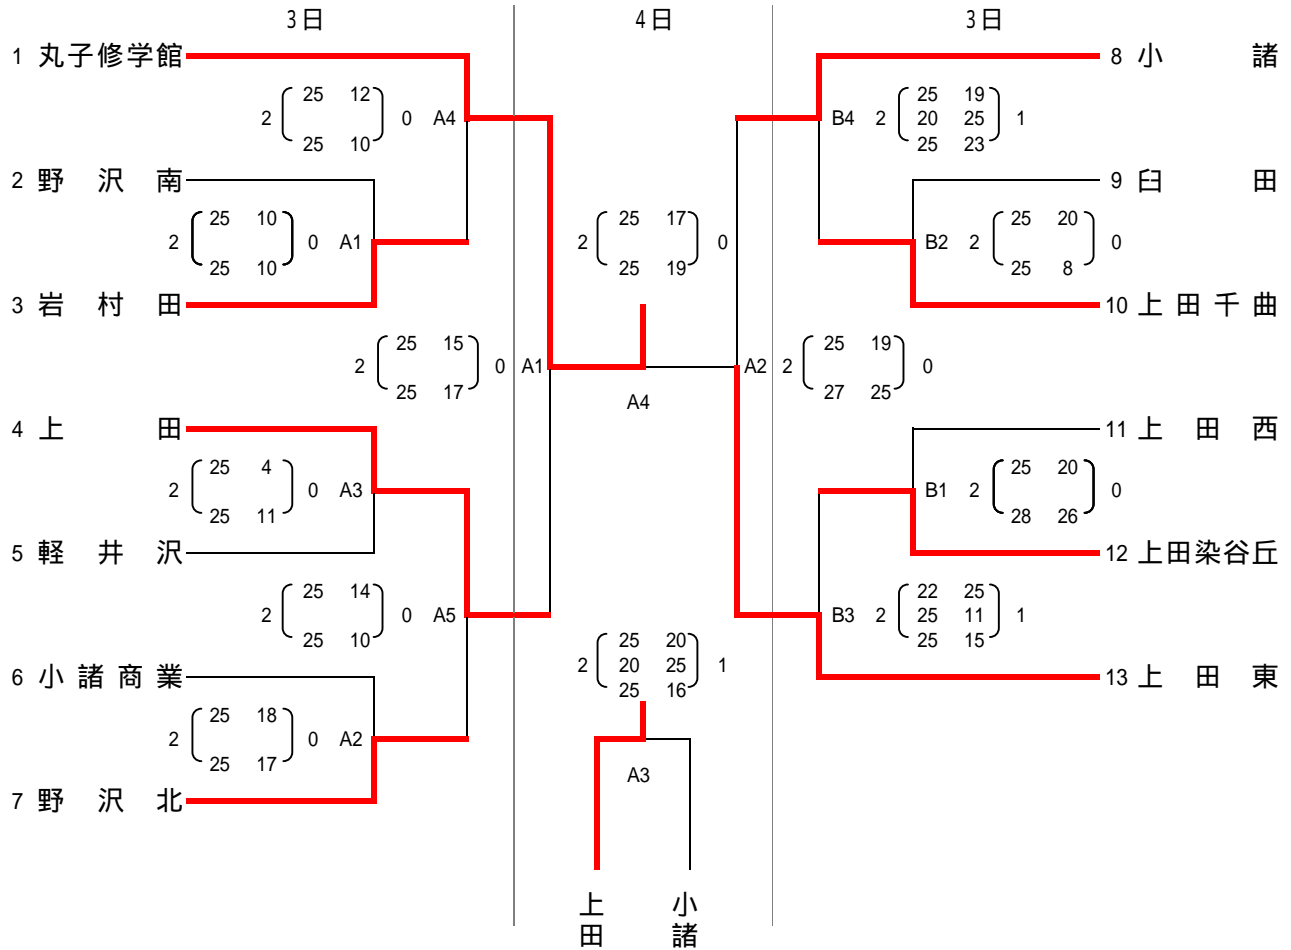 3日 4日 3日
1 丸子修学館
8 小諸
25 12
2 0 A4
25 10
B4 2 1
25 19
20 25
25 23
2 野沢南
9 臼田
25 10
2 0 A1
25 10
25 17
2 0
25 19
25 20
B2 2 0
25 8
3 岩村田
10 上田千曲
25 15
2 0 A1
25 17
A4
25 19
A2 2 0
27 25
4 上田
11 上田西
25 4
2 0 A3
25 11
25 20
B1 2 0
28 26
5 軽井沢
12 上田染谷丘
25 14
2 0 A5
25 10
22 25
B3 2 25 11 1
25 15
25 20
2 20 25 1
25 16
6 小諸商業
13 上田東
25 18
2 0 A2
25 17
A3
7 野沢北
上田
小諸